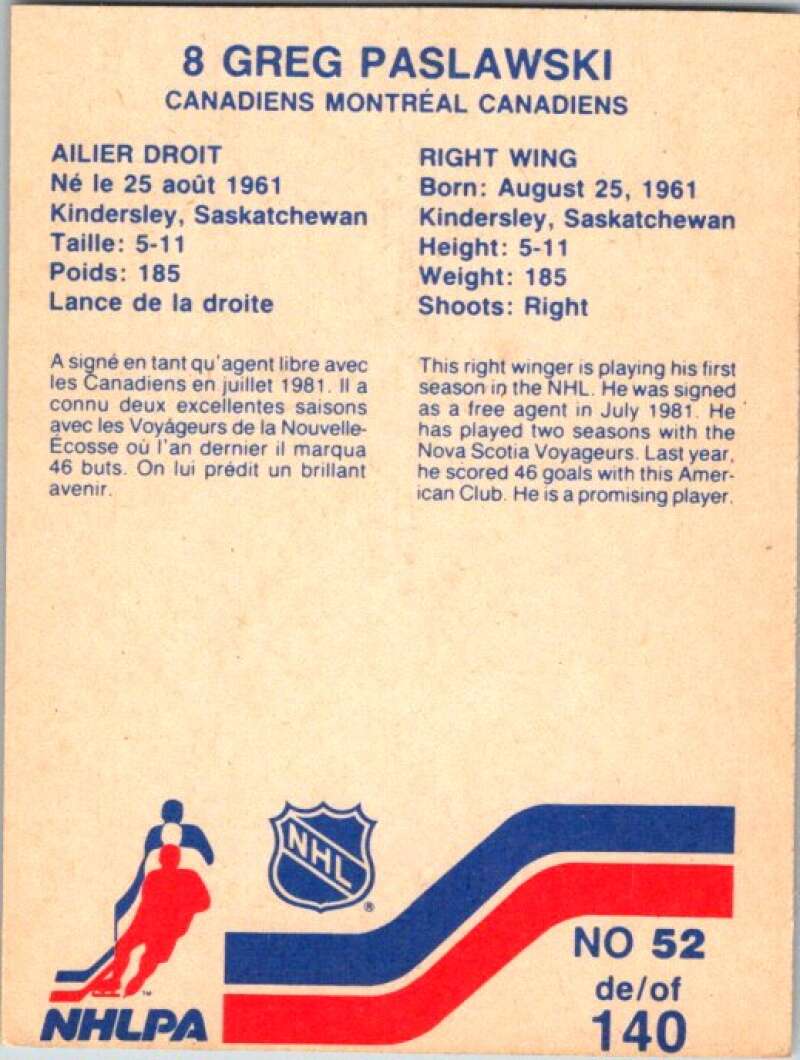 8 GREG PASLAWSKI
CANADIENS MONTRÉAL CANADIENS
AILIER DROIT
Né le 25 août 1961
Kindersley, Saskatchewan
Taille: 5-11
Poids: 185
Lance de la droite
A signé en tant qu'agent libre avec
les Canadiens en juillet 1981. Il a
connu deux excellentes saisons
avec les Voyageurs de la Nouvelle-
Écosse où l'an dernier il marqua
46 buts. On lui prédit un brillant
avenir.
RIGHT WING
Born: August 25, 1961
Kindersley, Saskatchewan
Height: 5-11
Weight: 185
Shoots: Right
This right winger is playing his first
season in the NHL. He was signed
as a free agent in July 1981. He
has played two seasons with the
Nova Scotia Voyageurs. Last year,
he scored 46 goals with this Amer-
ican Club. He is a promising player.
NHL
®
™
NHLPA
NO 52
de/of
140